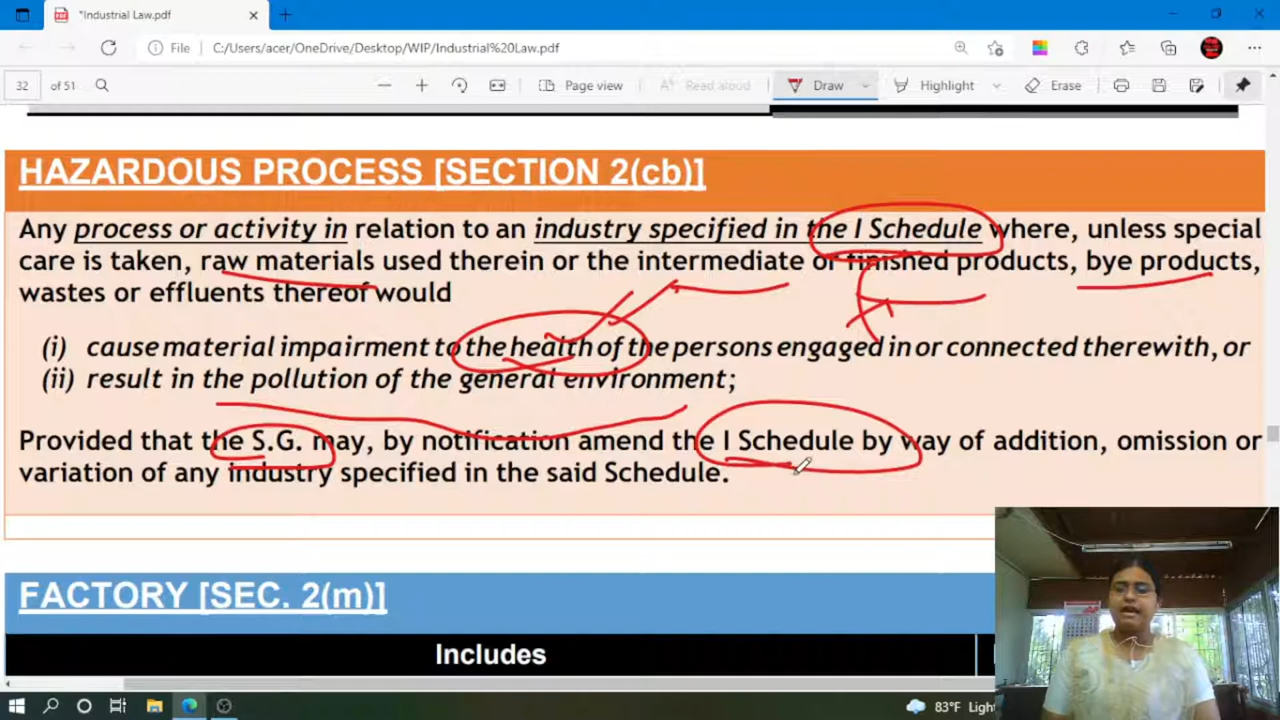 *Industrial Law.pdf
File C:/Users/acer/OneDrive/Desktop/WIP/Industrial%20Law.pdf
32 of 51 Page view Read aloud Draw Highlight Erase
HAZARDOUS PROCESS [SECTION 2(cb)]
Any process or activity in relation to an industry specified in the I Schedule where, unless special
care is taken, raw materials used therein or the intermediate or finished products, bye products,
wastes or effluents thereof would
(i) cause material impairment to the health of the persons engaged in or connected therewith, or
(ii) result in the pollution of the general environment;
Provided that the S.G. may, by notification amend the I Schedule by way of addition, omission or
variation of any industry specified in the said Schedule.
FACTORY [SEC. 2(m)]
Includes
83°F Light